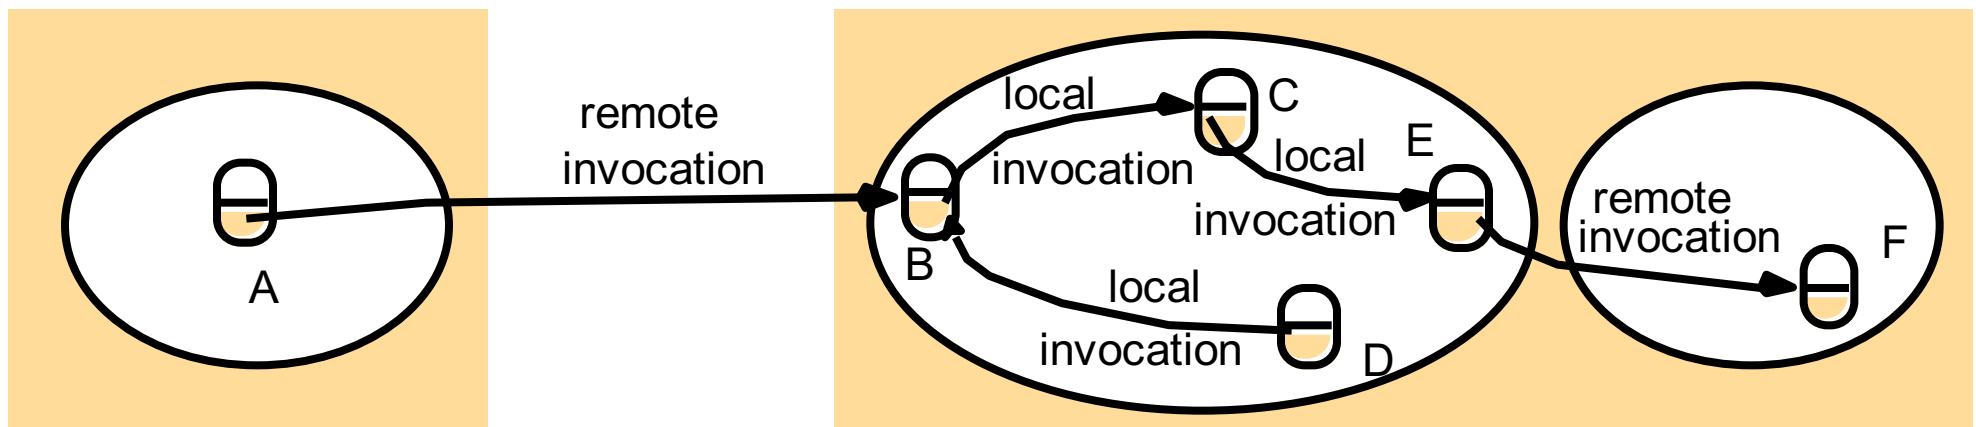 remote
invocation
A
B
local
invocation
C
local
invocation
E
local
invocation
D
remote
invocation
F